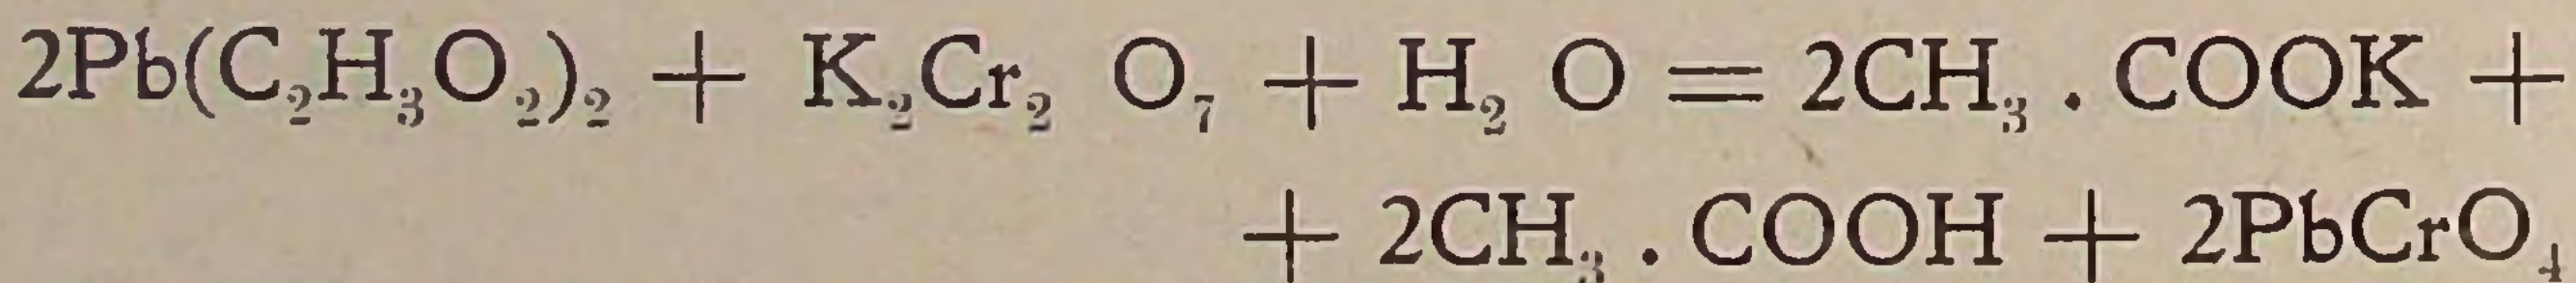 2Pb(C₂H₃O₂)₂ + K₂Cr₂ O₇ + H₂ O = 2CH₃ . COOK +
+ 2CH₃ . COOH + 2PbCrO₄